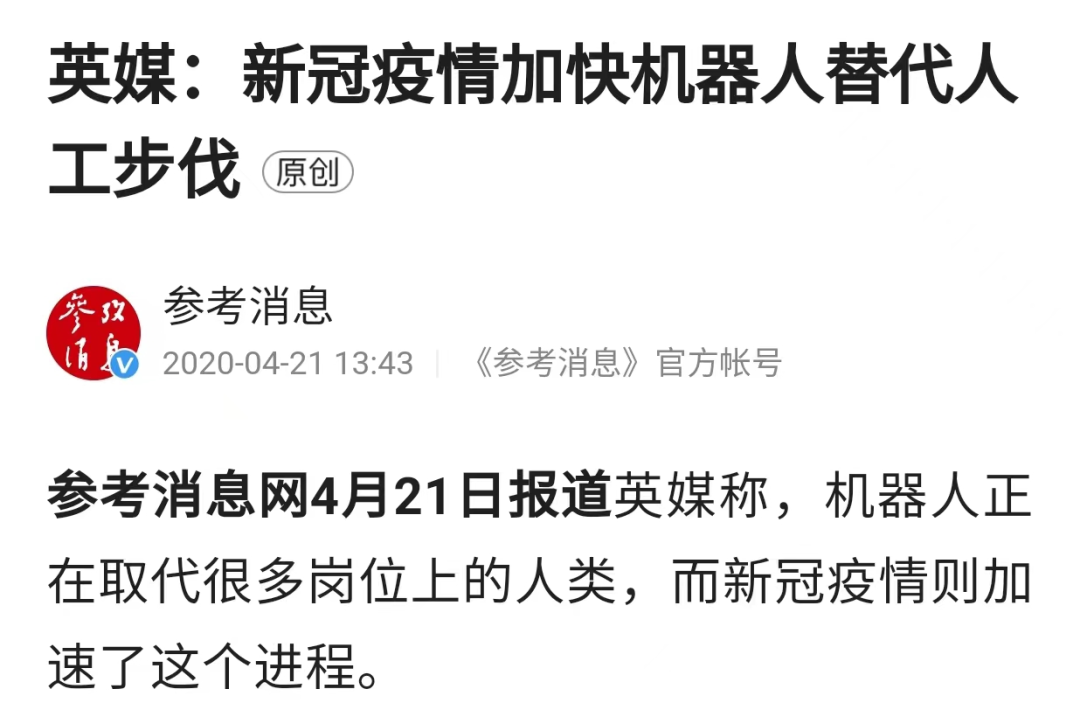 英媒：新冠疫情加快机器人替代人
工步伐 原创
参考消息
参考消息
2020-04-21 13:43 | 《参考消息》官方帐号
参考消息网4月21日报道英媒称，机器人正
在取代很多岗位上的人类，而新冠疫情则加
速了这个进程。